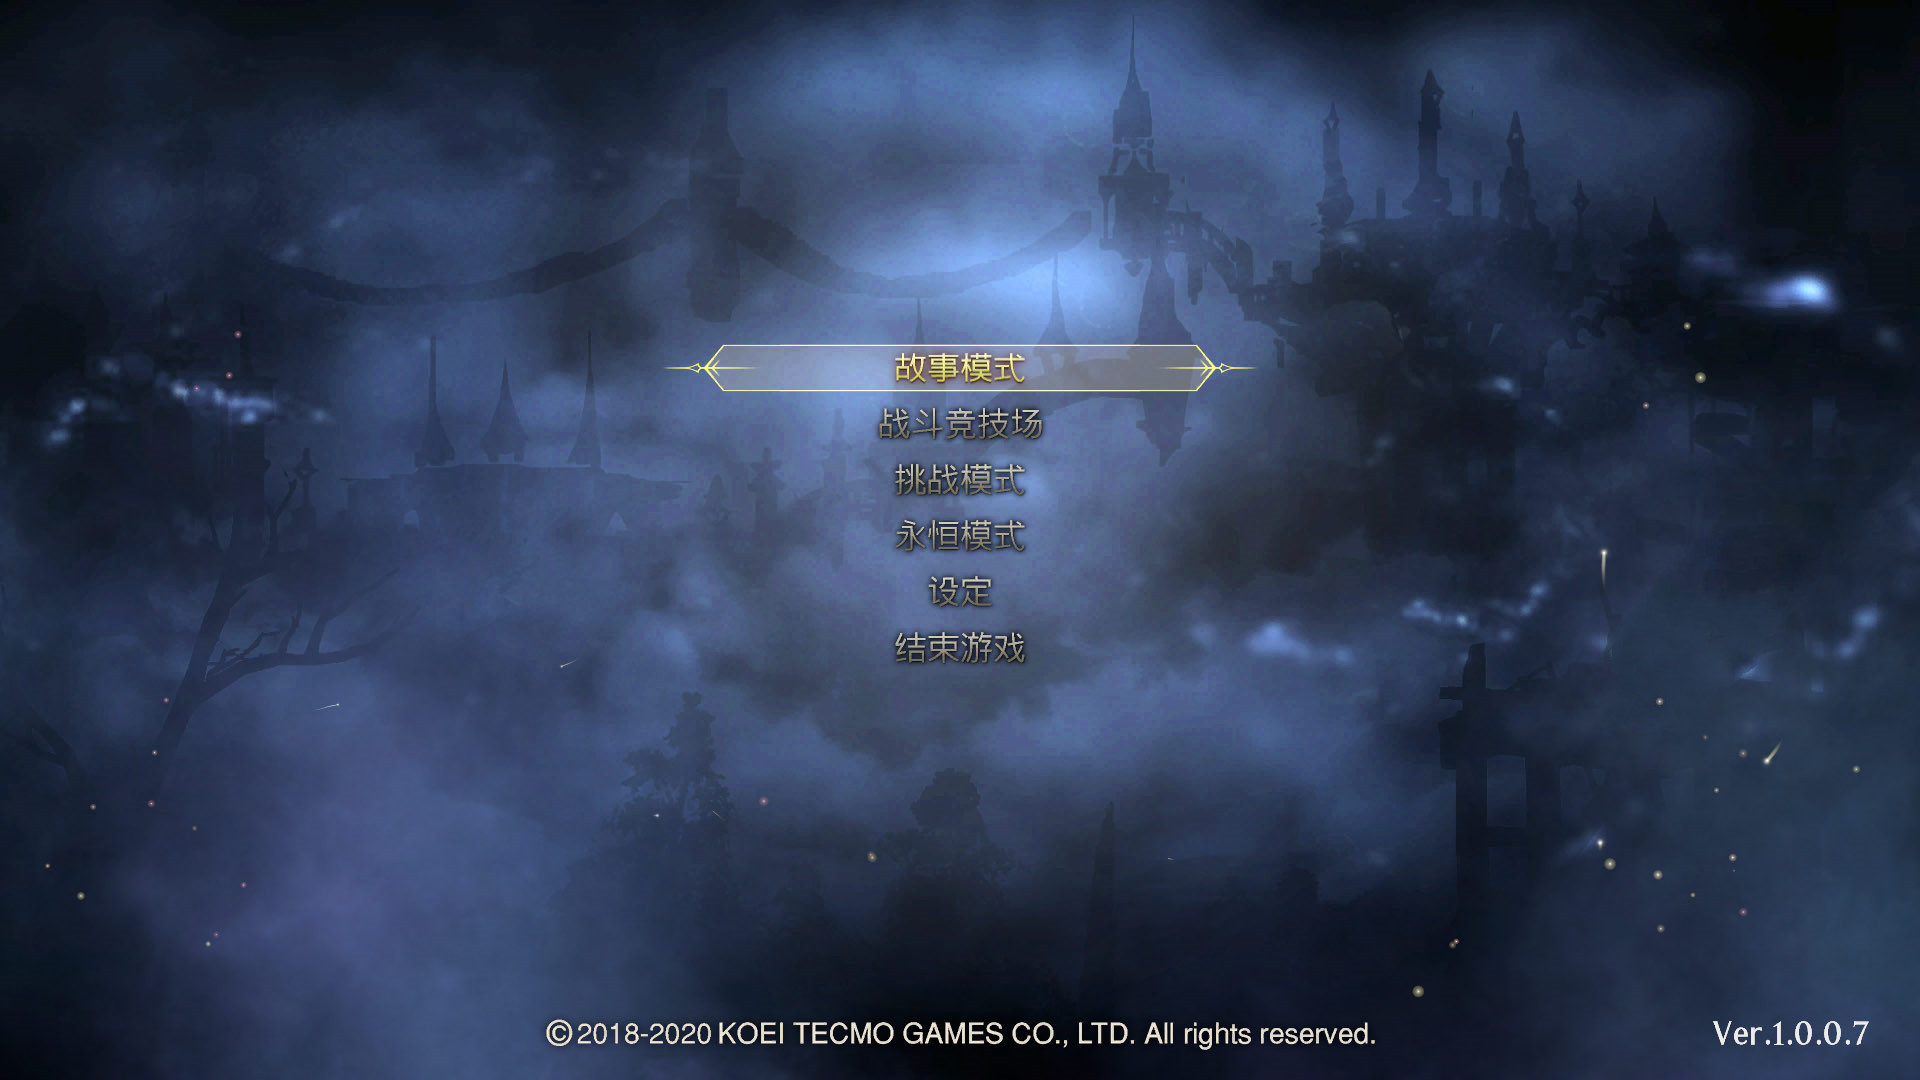 故事模式
战斗竞技场
挑战模式
永恒模式
设定
结束游戏
©2018-2020 KOEI TECMO GAMES CO., LTD. All rights reserved.
Ver.1.0.0.7